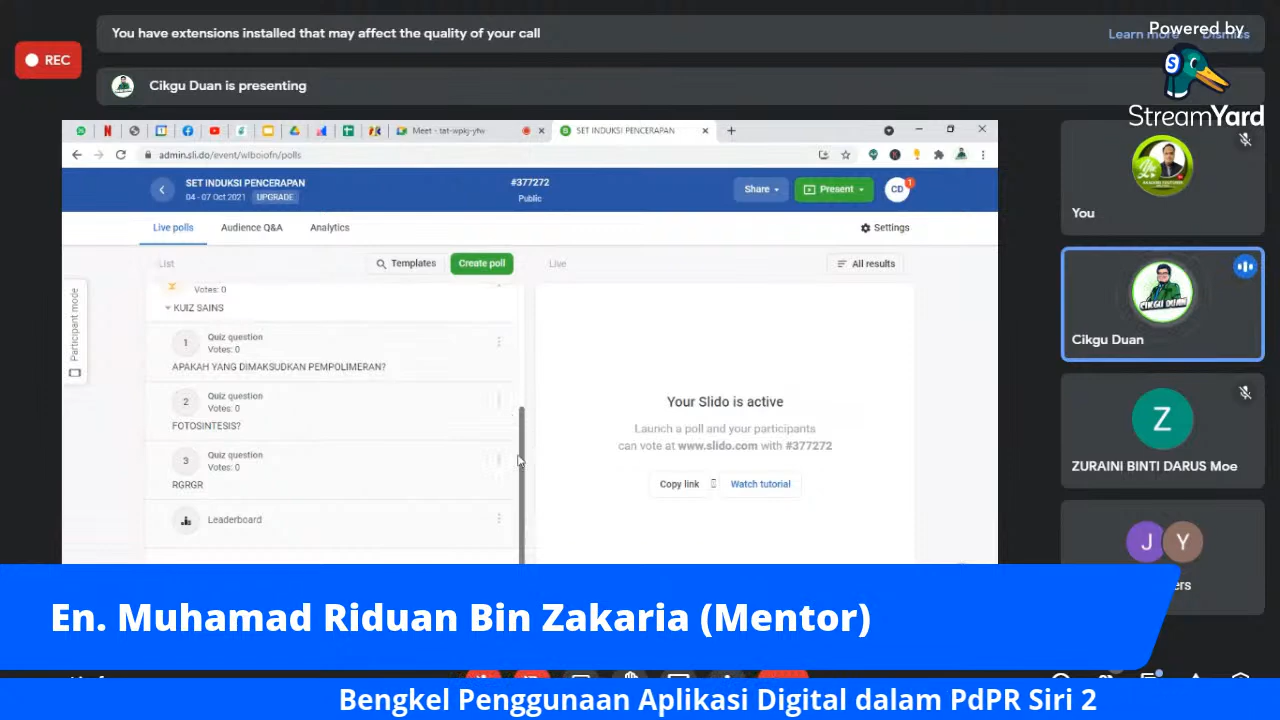 You have extensions installed that may affect the quality of your call
Learn more
Dismiss
Powered by
StreamYard
REC
Cikgu Duan is presenting
Meet - tat-wpkj-yfw
SET INDUKSI PENCERAPAN
admin.sli.do/event/wlboiofn/polls
SET INDUKSI PENCERAPAN
04 - 07 Oct 2021 UPGRADE
#377272
Public
Share
Present
CD
1
Live polls
Audience Q&A
Analytics
Settings
List
Templates
Create poll
Live
All results
Participant mode
Votes: 0
KUIZ SAINS
1
Quiz question
Votes: 0
APAKAH YANG DIMAKSUDKAN PEMPOLIMERAN?
2
Quiz question
Votes: 0
FOTOSINTESIS?
3
Quiz question
Votes: 0
RGRGR
Leaderboard
Your Slido is active
Launch a poll and your participants
can vote at www.slido.com with #377272
Copy link
Watch tutorial
You
CIKGU DUAN
Cikgu Duan
Z
ZURAINI BINTI DARUS Moe
J
Y
En. Muhamad Riduan Bin Zakaria (Mentor)
Bengkel Penggunaan Aplikasi Digital dalam PdPR Siri 2